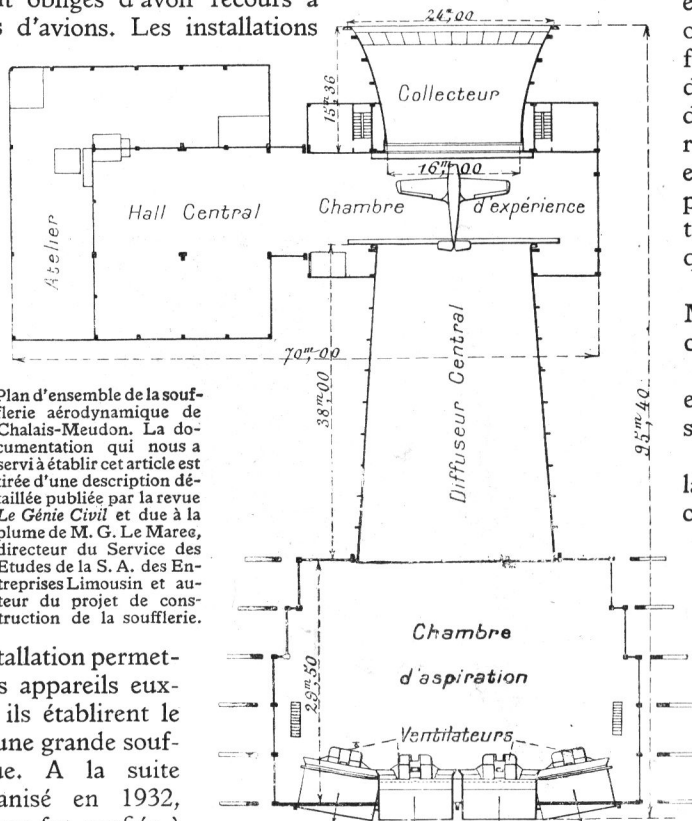 obligés d'avoir recours à
d'avions. Les installations
24m,00
15m,36
Collecteur
16m,00
Atelier
Hall Central
Chambre d'expérience
70m,00
38m,00
Diffuseur Central
95m,40
Plan d'ensemble de la souf-
flerie aérodynamique de
Chalais-Meudon. La do-
cumentation qui nous a
servi à établir cet article est
tirée d'une description dé-
taillée publiée par la revue
Le Génie Civil et due à la
plume de M. G. Le Marec,
directeur du Service des
Etudes de la S. A. des En-
treprises Limousin et au-
teur du projet de cons-
truction de la soufflerie.
Chambre
d'aspiration
29m,50
Ventilateurs
tallation permet-
s appareils eux-
ils établirent le
une grande souf-
ue. A la suite
anisé en 1932,